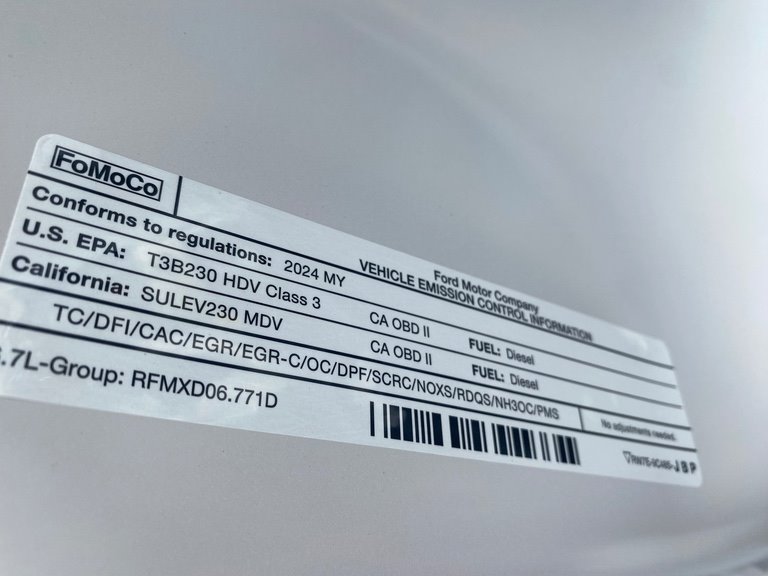 FoMoCo
Ford Motor Company
VEHICLE EMISSION CONTROL INFORMATION
Conforms to regulations: 2024 MY
U.S. EPA: T3B230 HDV Class 3 CA OBD II FUEL: Diesel
California: SULEV230 MDV CA OBD II FUEL: Diesel
TC/DFI/CAC/EGR/EGR-C/OC/DPF/SCRC/NOXS/RDQS/NH3OC/PMS
No adjustments needed.
.7L-Group: RFMXD06.771D
JBP